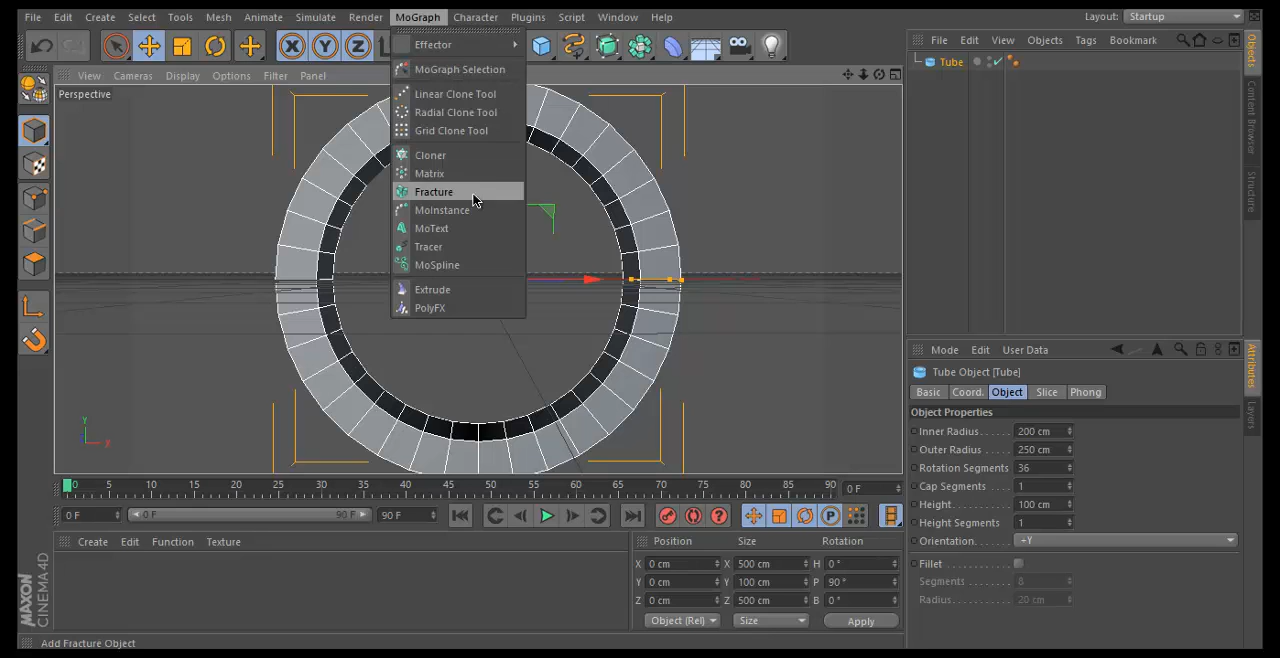 File Edit Create Select Tools Mesh Animate Simulate Render MoGraph Character Plugins Script Window Help Layout: Startup
X Y Z
File Edit View Objects Tags Bookmark
Tube
Objects
Content Browser
Structure
View Cameras Display Options Filter Panel
Perspective
Effector
MoGraph Selection
Linear Clone Tool
Radial Clone Tool
Grid Clone Tool
Cloner
Matrix
Fracture
MoInstance
MoText
Tracer
MoSpline
Extrude
PolyFX
Y
Mode Edit User Data
Tube Object [Tube]
Basic Coord. Object Slice Phong
Attributes
Layers
Object Properties
Inner Radius..... 200 cm
Outer Radius.... 250 cm
Rotation Segments 36
Cap Segments ... 1
Height........... 100 cm
Height Segments 1
Orientation...... +Y
Fillet
Segments ........ 8
Radius........... 20 cm
0 5 10 15 20 25 30 35 40 45 50 55 60 65 70 75 80 85 90 0 F
0 F 0 F 90 F 90 F
P
Create Edit Function Texture
Position Size Rotation
X 0 cm X 500 cm H 0 °
Y 0 cm Y 100 cm P 90 °
Z 0 cm Z 500 cm B 0 °
Object (Rel) Size Apply
MAXON
CINEMA 4D
Add Fracture Object